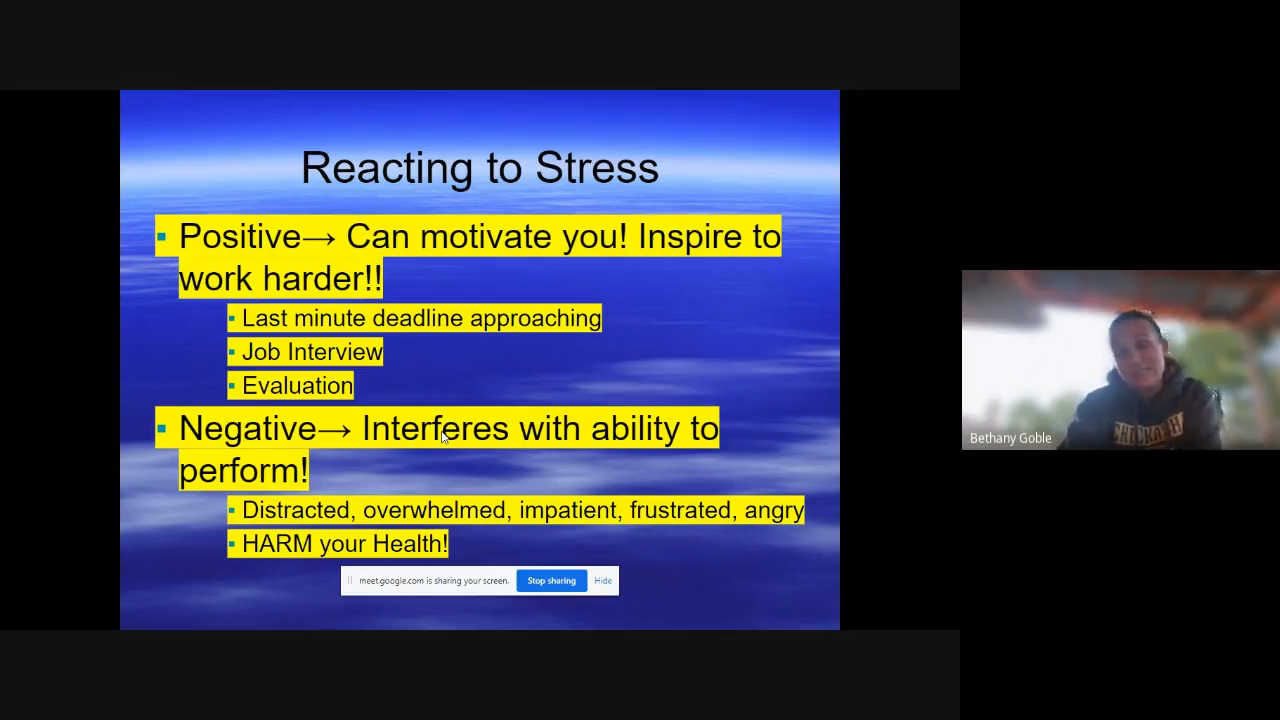 Reacting to Stress
▪ Positive→ Can motivate you! Inspire to
work harder!!
▪ Last minute deadline approaching
▪ Job Interview
▪ Evaluation
▪ Negative→ Interferes with ability to
perform!
▪ Distracted, overwhelmed, impatient, frustrated, angry
▪ HARM your Health!
meet.google.com is sharing your screen. Stop sharing Hide
Bethany Goble